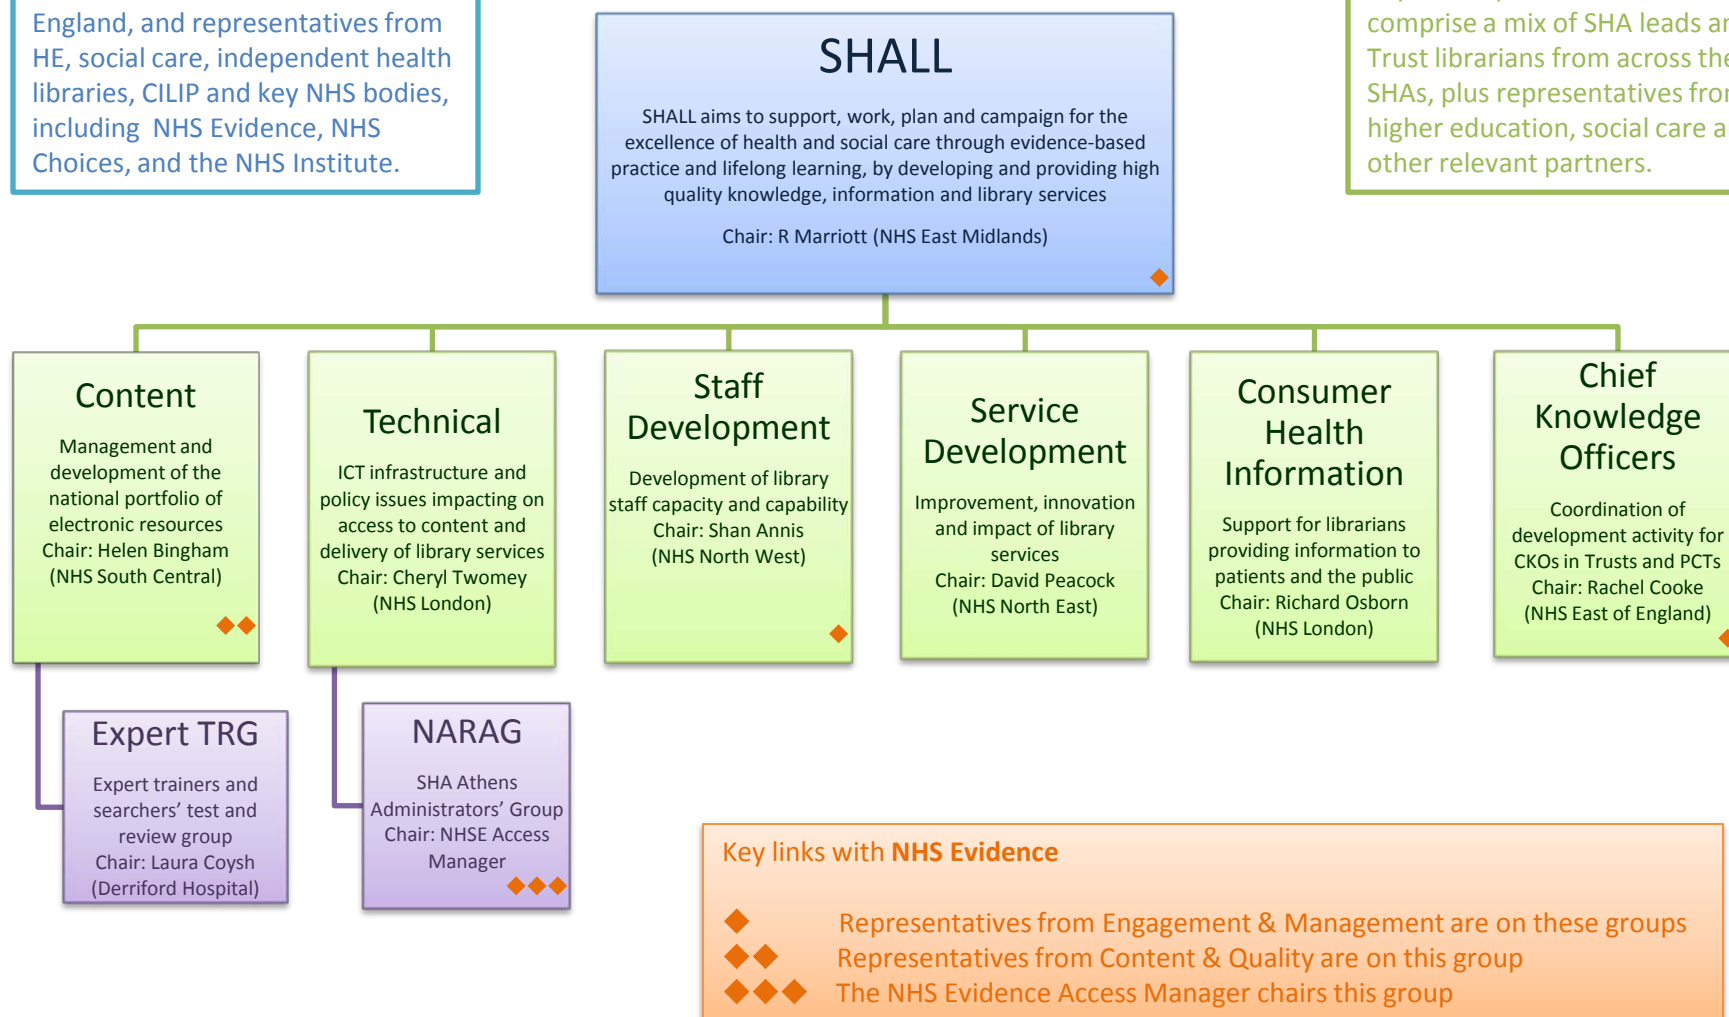 England, and representatives from
HE, social care, independent health
libraries, CILIP and key NHS bodies,
including NHS Evidence, NHS
Choices, and the NHS Institute.
SHALL
SHALL aims to support, work, plan and campaign for the
excellence of health and social care through evidence-based
practice and lifelong learning, by developing and providing high
quality knowledge, information and library services
Chair: R Marriott (NHS East Midlands)
comprise a mix of SHA leads
Trust librarians from across
SHAs, plus representatives
higher education, social care
other relevant partners.
Content
Management and
development of the
national portfolio of
electronic resources
Chair: Helen Bingham
(NHS South Central)
Technical
ICT infrastructure and
policy issues impacting on
access to content and
delivery of library services
Chair: Cheryl Twomey
(NHS London)
Staff
Development
Development of library
staff capacity and capability
Chair: Shan Annis
(NHS North West)
Service
Development
Improvement, innovation
and impact of library
services
Chair: David Peacock
(NHS North East)
Consumer
Health
Information
Support for librarians
providing information to
patients and the public
Chair: Richard Osborn
(NHS London)
Chief
Knowledge
Officers
Coordination of
development activity for
CKOs in Trusts and PCTs
Chair: Rachel Cooke
(NHS East of England)
Expert TRG
Expert trainers and
searchers’ test and
review group
Chair: Laura Coysh
(Derriford Hospital)
NARAG
SHA Athens
Administrators’ Group
Chair: NHSE Access
Manager
Key links with NHS Evidence
Representatives from Engagement & Management are on these groups
Representatives from Content & Quality are on this group
The NHS Evidence Access Manager chairs this group